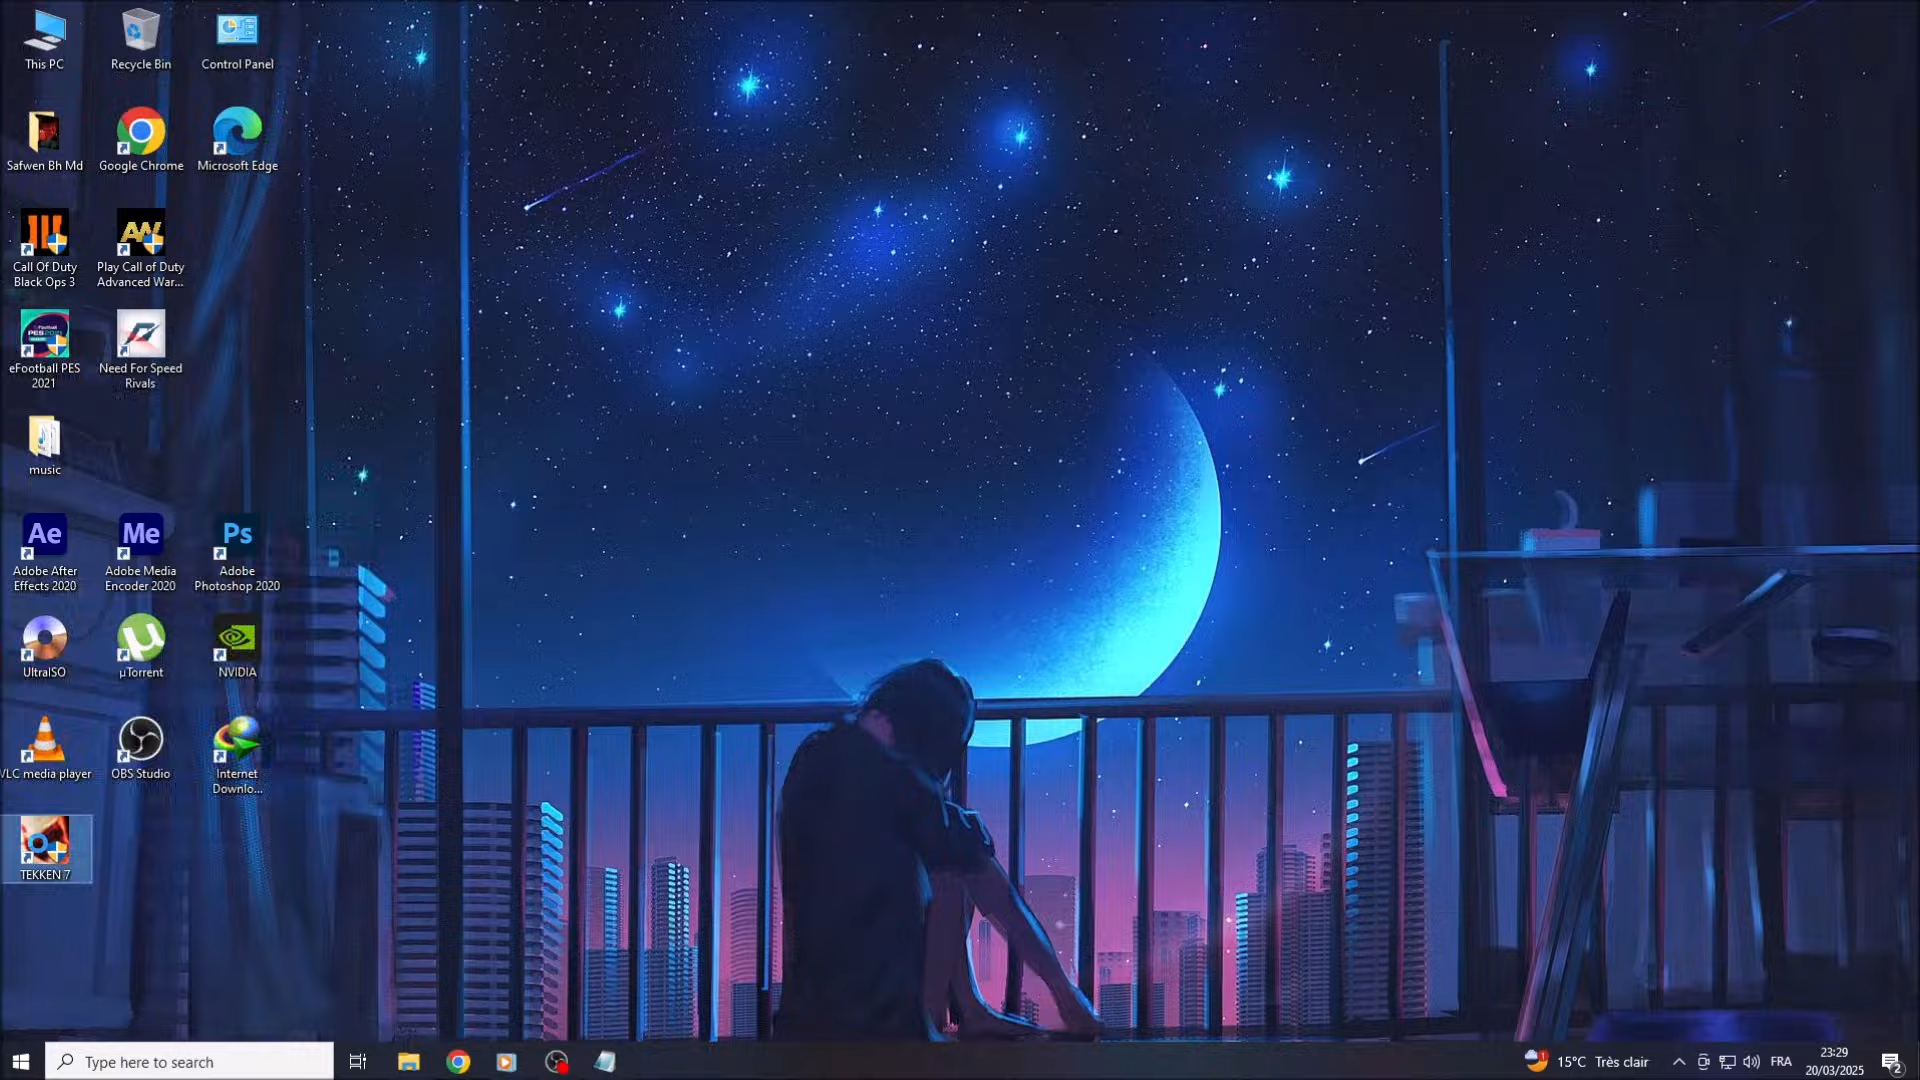 This PC
Recycle Bin
Control Panel
Safwen Bh Md
Google Chrome
Microsoft Edge
Call Of Duty
Black Ops 3
AW
Play Call of Duty
Advanced War...
eFootball PES
2021
Need For Speed
Rivals
music
Ae
Adobe After
Effects 2020
Me
Adobe Media
Encoder 2020
Ps
Adobe
Photoshop 2020
UltraISO
µTorrent
NVIDIA
VLC media player
OBS Studio
Internet
Downlo...
TEKKEN 7
Type here to search
15°C Très clair
FRA
23:29
20/03/2025
2